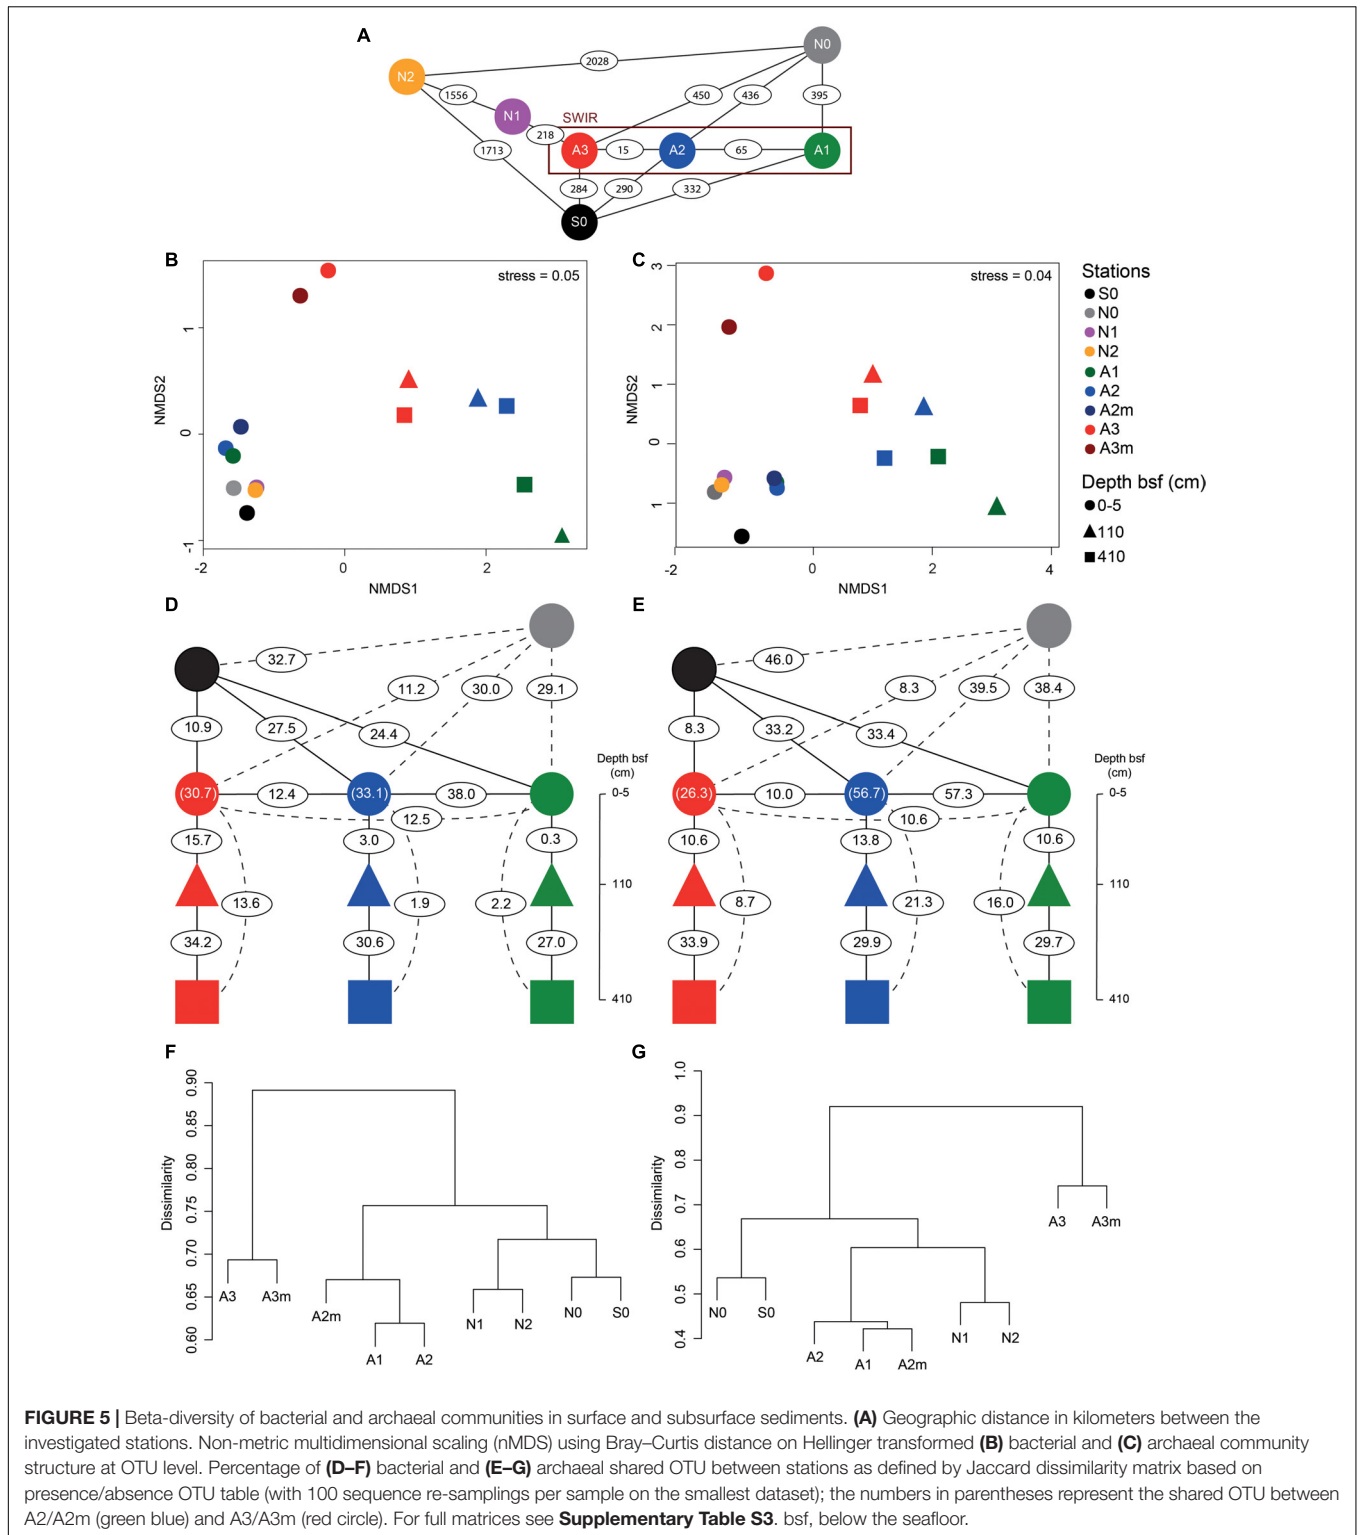 A
N0
N2
2028
1556
N1
450
436
395
SWIR
218
1713
A3
15
A2
65
A1
284
290
332
S0
B
stress = 0.05
1
0
-1
NMDS2
-2
0
2
NMDS1
C
stress = 0.04
3
2
1
0
1
NMDS2
-2
0
2
4
NMDS1
Stations
S0
N0
N1
N2
A1
A2
A2m
A3
A3m
Depth bsf (cm)
0-5
110
410
D
32.7
11.2
30.0
29.1
10.9
27.5
24.4
Depth bsf
(cm)
(30.7)
12.4
(33.1)
38.0
0-5
12.5
15.7
3.0
0.3
110
13.6
1.9
2.2
34.2
30.6
27.0
410
E
46.0
8.3
39.5
38.4
8.3
33.2
33.4
Depth bsf
(cm)
(26.3)
10.0
(56.7)
57.3
0-5
10.6
10.6
13.8
10.6
110
8.7
21.3
16.0
33.9
29.9
29.7
410
F
0.90
0.85
0.80
0.75
0.70
0.65
0.60
Dissimilarity
A3
A3m
A2m
A1
A2
N1
N2
N0
S0
G
1.0
0.9
0.8
0.7
0.6
0.5
0.4
Dissimilarity
N0
S0
A2
A1
A2m
N1
N2
A3
A3m
FIGURE 5 | Beta-diversity of bacterial and archaeal communities in surface and subsurface sediments. (A) Geographic distance in kilometers between the
investigated stations. Non-metric multidimensional scaling (nMDS) using Bray–Curtis distance on Hellinger transformed (B) bacterial and (C) archaeal community
structure at OTU level. Percentage of (D–F) bacterial and (E–G) archaeal shared OTU between stations as defined by Jaccard dissimilarity matrix based on
presence/absence OTU table (with 100 sequence re-samplings per sample on the smallest dataset); the numbers in parentheses represent the shared OTU between
A2/A2m (green blue) and A3/A3m (red circle). For full matrices see Supplementary Table S3. bsf, below the seafloor.